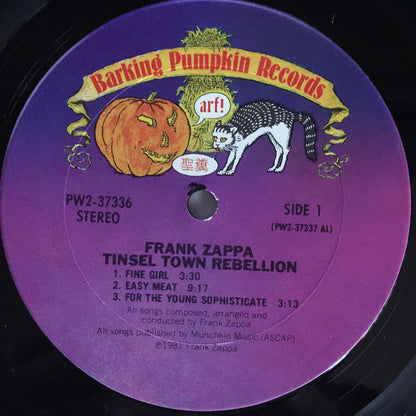 Barking Pumpkin Records
arf!
聖糞
PW2-37336
STEREO
SIDE 1
(PW2-37337 AL)
FRANK ZAPPA
TINSEL TOWN REBELLION
1. FINE GIRL 3:30
2. EASY MEAT 9:17
3. FOR THE YOUNG SOPHISTICATE 3:13
All songs composed, arranged and
conducted by Frank Zappa
All songs published by Munchkin Music (ASCAP)
℗1981 Frank Zappa